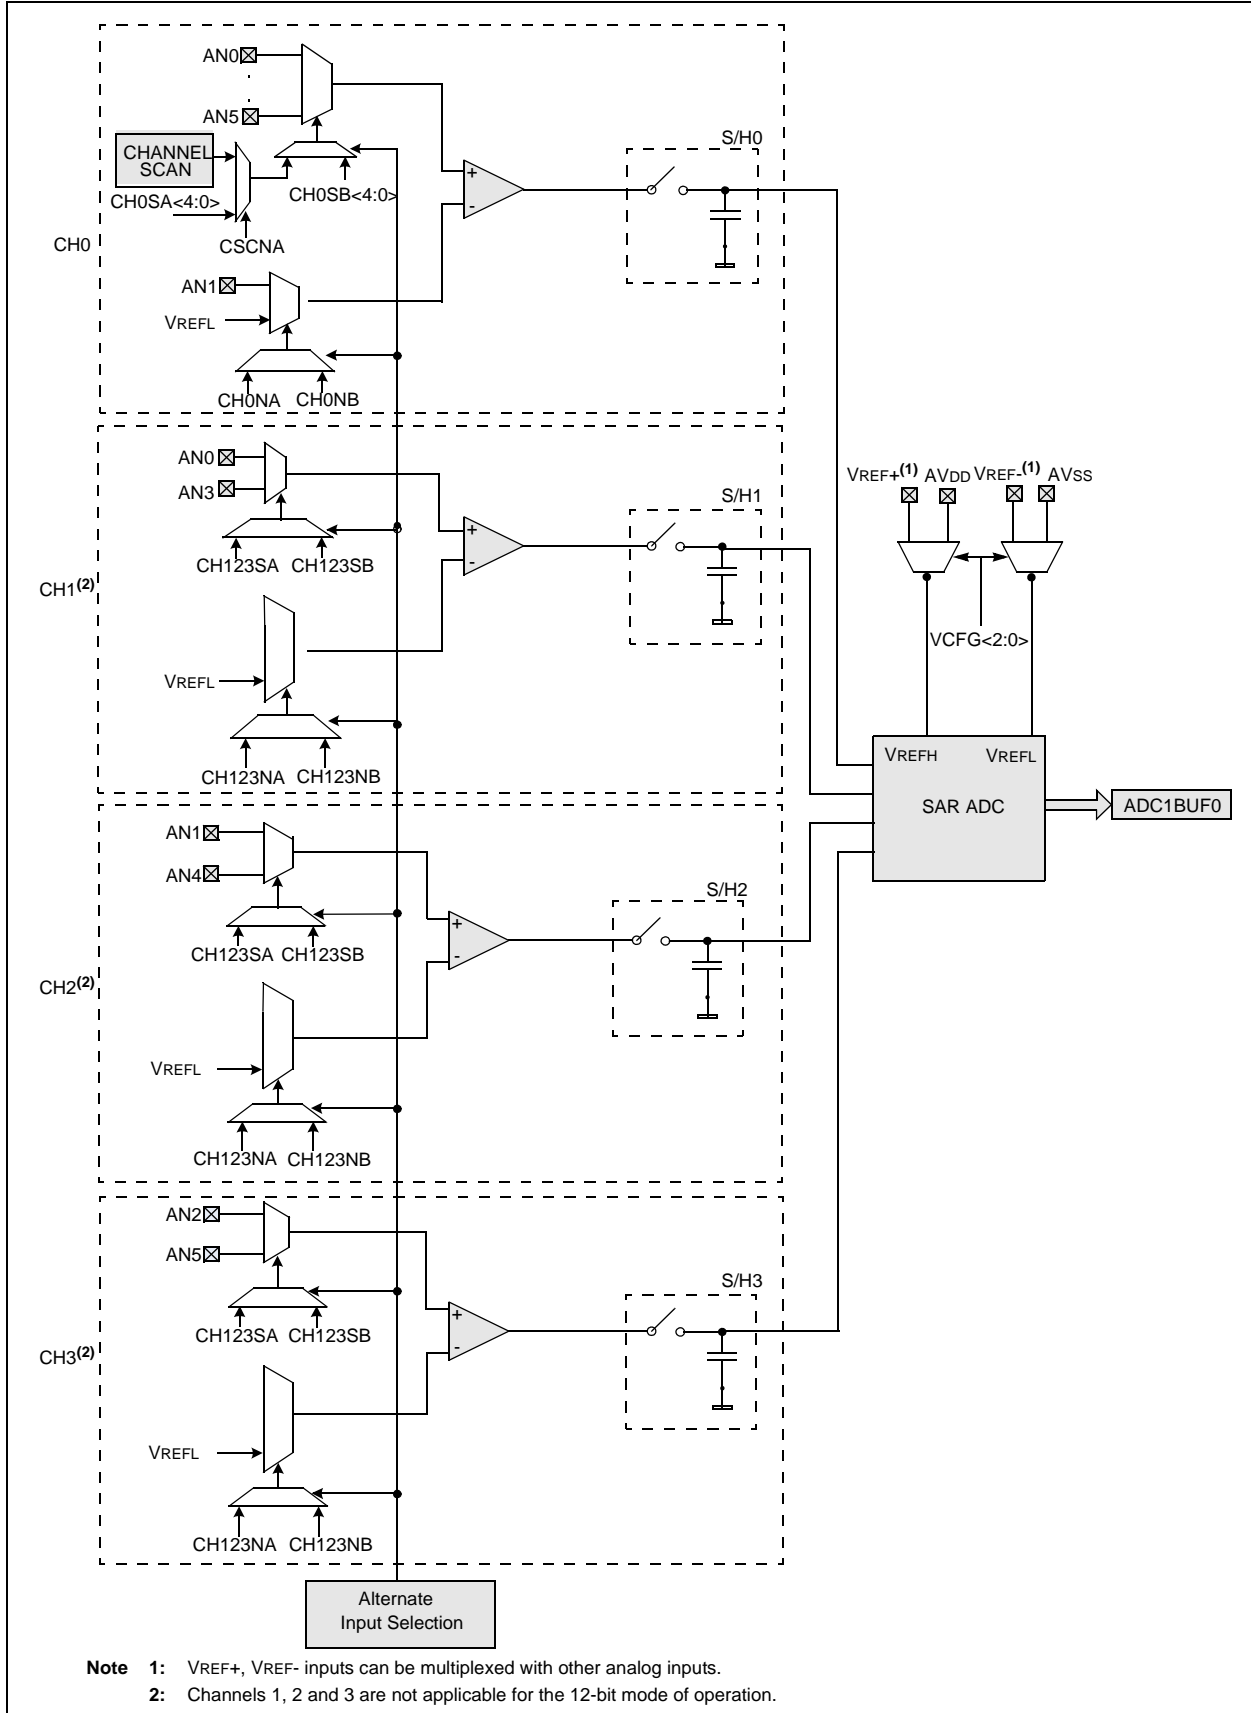 AN0
.
.
AN5
CHANNEL
SCAN
CH0SA<4:0>
CH0SB<4:0>
CSCNA
CH0
AN1
VREFL
CH0NA CH0NB
+
-
S/H0
AN0
AN3
CH123SA CH123SB
CH1(2)
VREFL
CH123NA CH123NB
+
-
S/H1
VREF+(1) AVDD VREF-(1) AVSS
VCFG<2:0>
VREFH VREFL
SAR ADC
ADC1BUF0
AN1
AN4
CH123SA CH123SB
CH2(2)
VREFL
CH123NA CH123NB
+
-
S/H2
AN2
AN5
CH123SA CH123SB
CH3(2)
VREFL
CH123NA CH123NB
+
-
S/H3
Alternate
Input Selection
Note 1: VREF+, VREF- inputs can be multiplexed with other analog inputs.
2: Channels 1, 2 and 3 are not applicable for the 12-bit mode of operation.